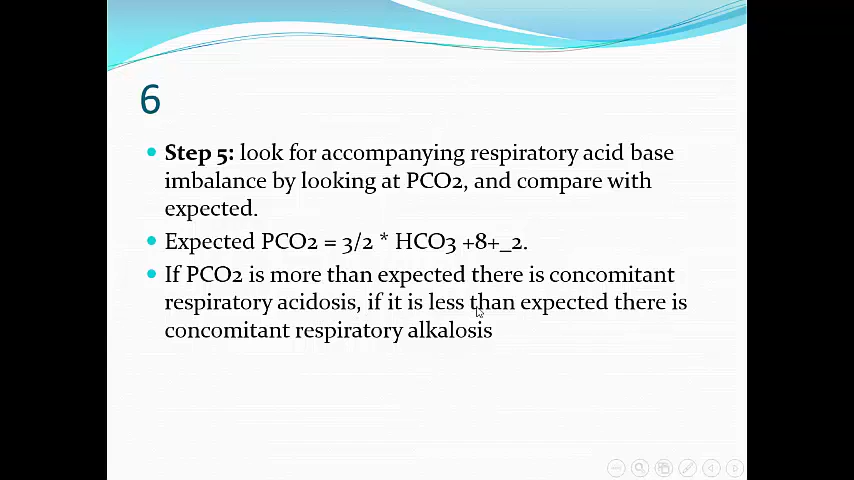 6
Step 5: look for accompanying respiratory acid base
imbalance by looking at PCO2, and compare with
expected.
Expected PCO2 = 3/2 * HCO3 +8+_2.
If PCO2 is more than expected there is concomitant
respiratory acidosis, if it is less than expected there is
concomitant respiratory alkalosis